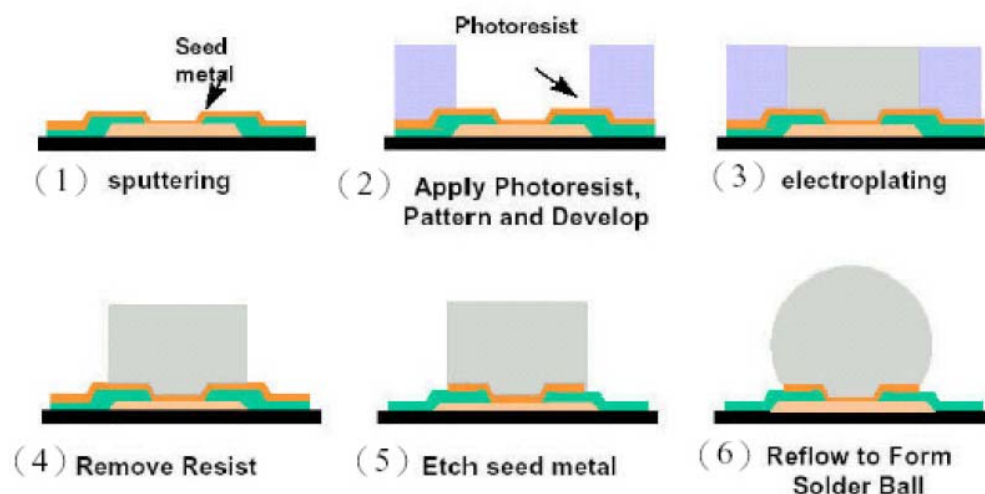 Seed
metal
(1) sputtering
Photoresist
(2) Apply Photoresist,
Pattern and Develop
(3) electroplating
(4) Remove Resist
(5) Etch seed metal
(6) Reflow to Form
Solder Ball